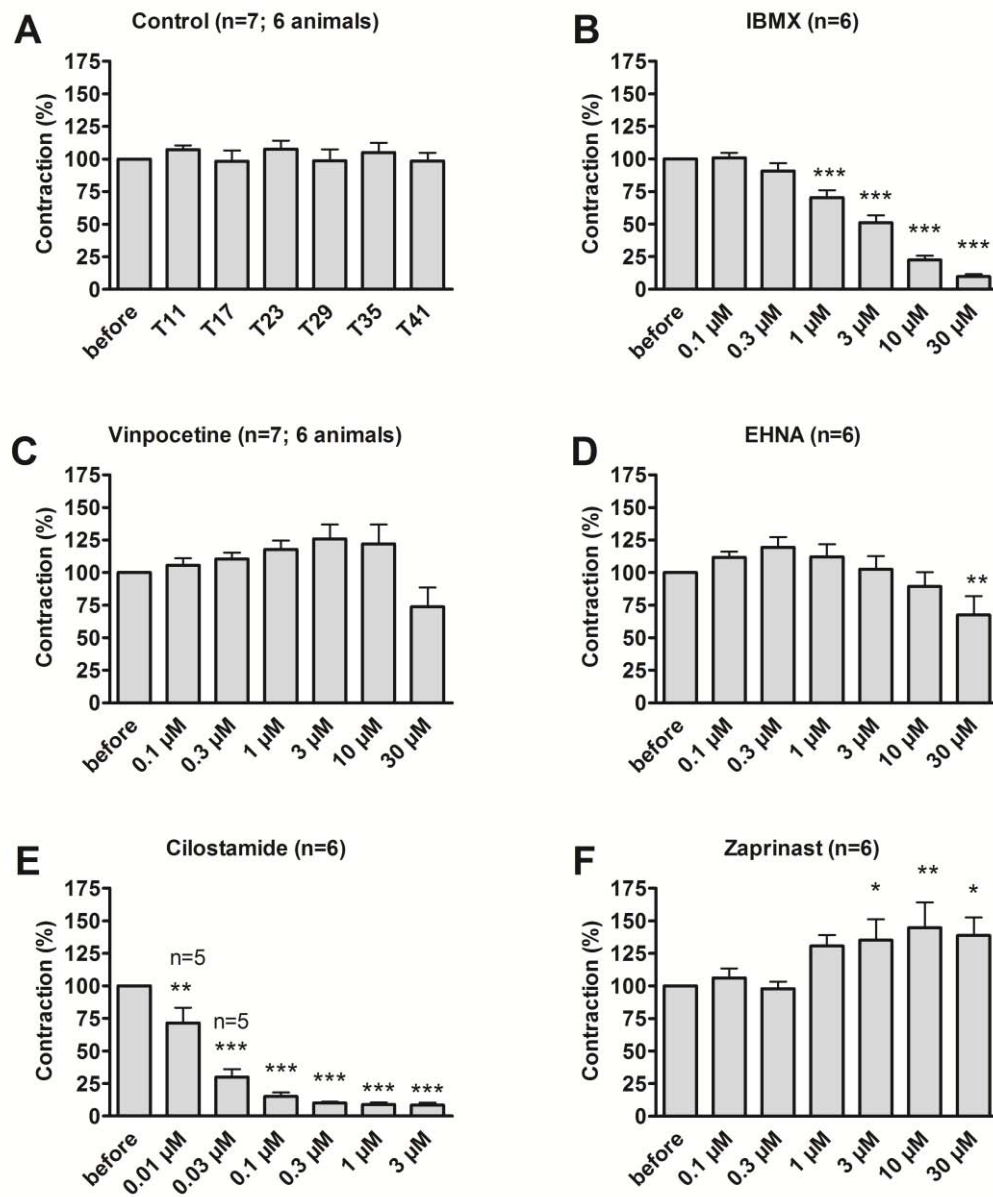 A
Control (n=7; 6 animals)
Contraction (%)
175
150
125
100
75
50
25
0
before
T11
T17
T23
T29
T35
T41
B
IBMX (n=6)
Contraction (%)
175
150
125
100
75
50
25
0
***
***
***
***
before
0.1 µM
0.3 µM
1 µM
3 µM
10 µM
30 µM
C
Vinpocetine (n=7; 6 animals)
Contraction (%)
175
150
125
100
75
50
25
0
before
0.1 µM
0.3 µM
1 µM
3 µM
10 µM
30 µM
D
EHNA (n=6)
Contraction (%)
175
150
125
100
75
50
25
0
**
before
0.1 µM
0.3 µM
1 µM
3 µM
10 µM
30 µM
E
Cilostamide (n=6)
Contraction (%)
175
150
125
100
75
50
25
0
n=5
**
n=5
***
***
***
***
***
before
0.01 µM
0.03 µM
0.1 µM
0.3 µM
1 µM
3 µM
F
Zaprinast (n=6)
Contraction (%)
175
150
125
100
75
50
25
0
*
**
*
before
0.1 µM
0.3 µM
1 µM
3 µM
10 µM
30 µM